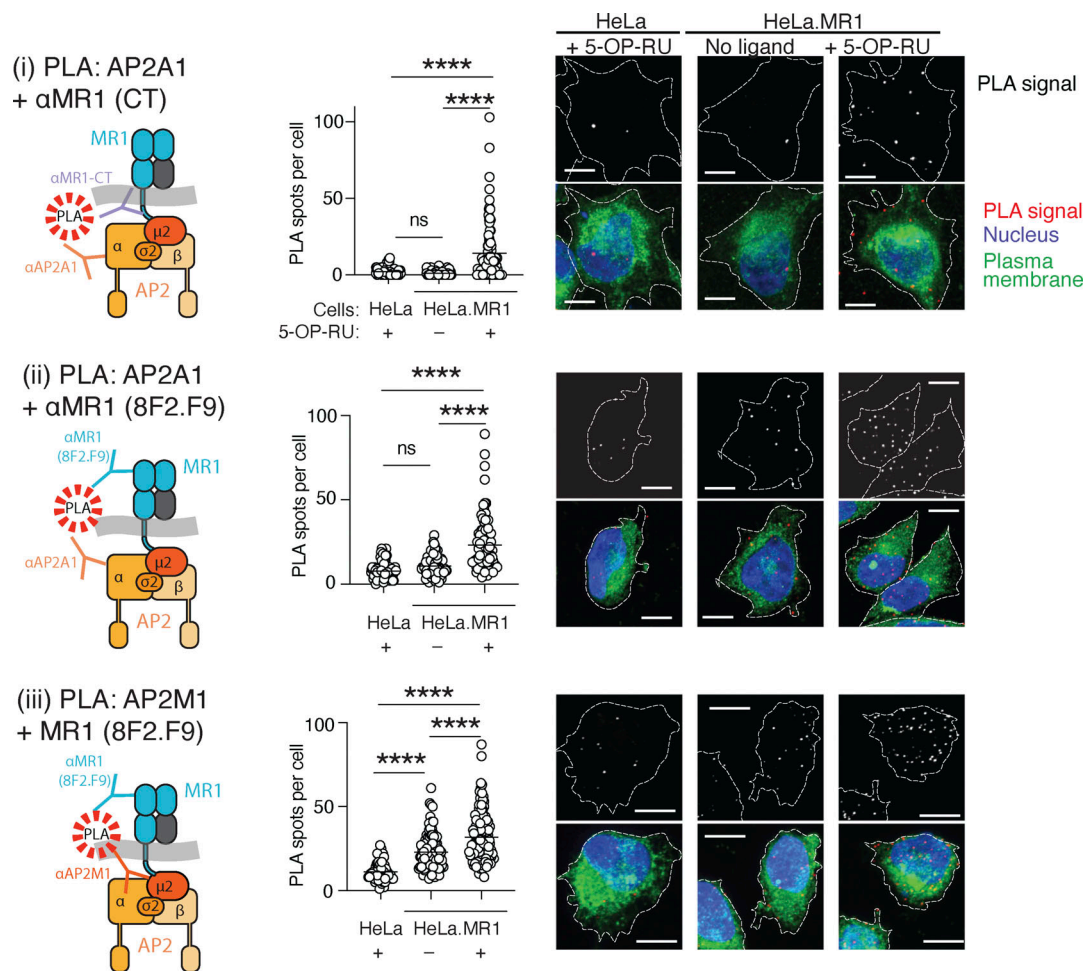 HeLa
HeLa.MR1
+ 5-OP-RU
No ligand
+ 5-OP-RU
(i) PLA: AP2A1
+ αMR1 (CT)
MR1
αMR1-CT
PLA
αAP2A1
α
σ2
μ2
β
AP2
PLA spots per cell
100
50
0
****
****
ns
Cells:
HeLa
HeLa.MR1
5-OP-RU:
+
–
+
PLA signal
PLA signal
Nucleus
Plasma
membrane
(ii) PLA: AP2A1
+ αMR1 (8F2.F9)
αMR1
(8F2.F9)
MR1
PLA
αAP2A1
α
σ2
μ2
β
AP2
PLA spots per cell
100
50
0
****
****
ns
HeLa
HeLa.MR1
+
–
+
(iii) PLA: AP2M1
+ MR1 (8F2.F9)
αMR1
(8F2.F9)
MR1
PLA
αAP2M1
α
σ2
μ2
β
AP2
PLA spots per cell
100
50
0
****
****
****
HeLa
HeLa.MR1
+
–
+